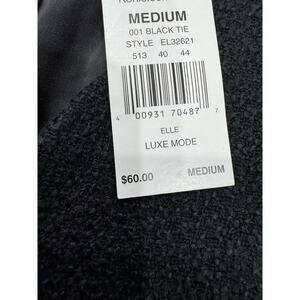 MEDIUM
001 BLACK TIE
STYLE EL32621
513 40 44
4 00931 70487 7
ELLE
LUXE MODE
$60.00 MEDIUM